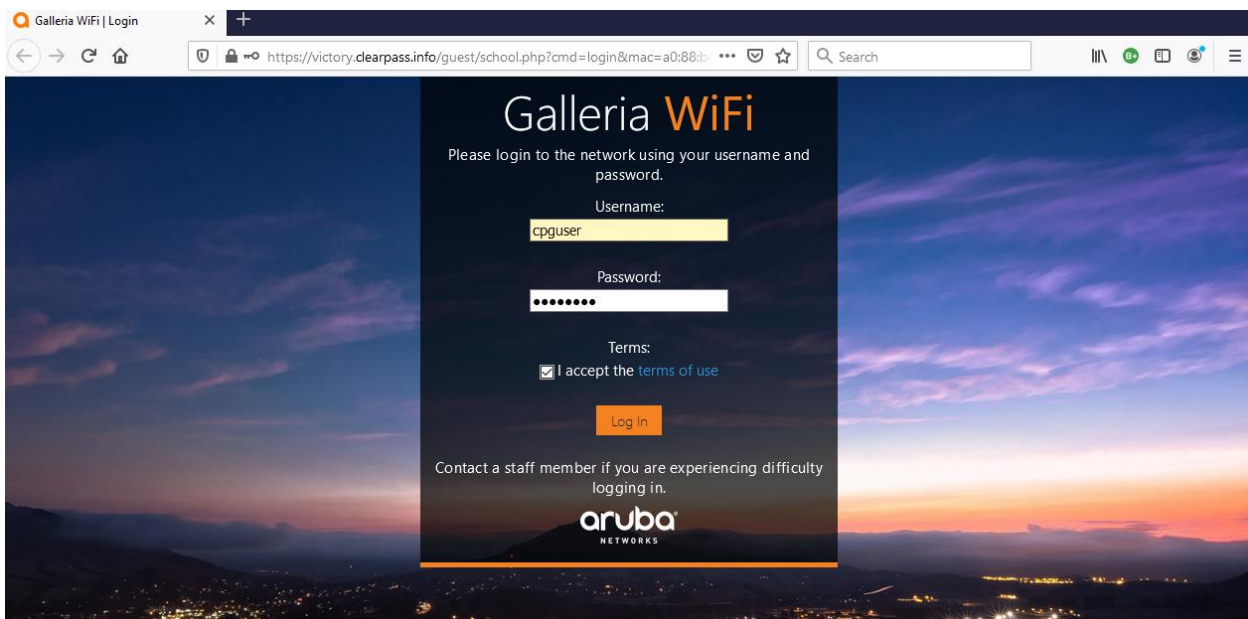 Galleria WiFi | Login
https://victory.clearpass.info/guest/school.php?cmd=login&mac=a0:88:b
Search
Galleria WiFi
Please login to the network using your username and
password.
Username:
cpguser
Password:
••••••••
Terms:
I accept the terms of use
Log In
Contact a staff member if you are experiencing difficulty
logging in.
aruba
NETWORKS